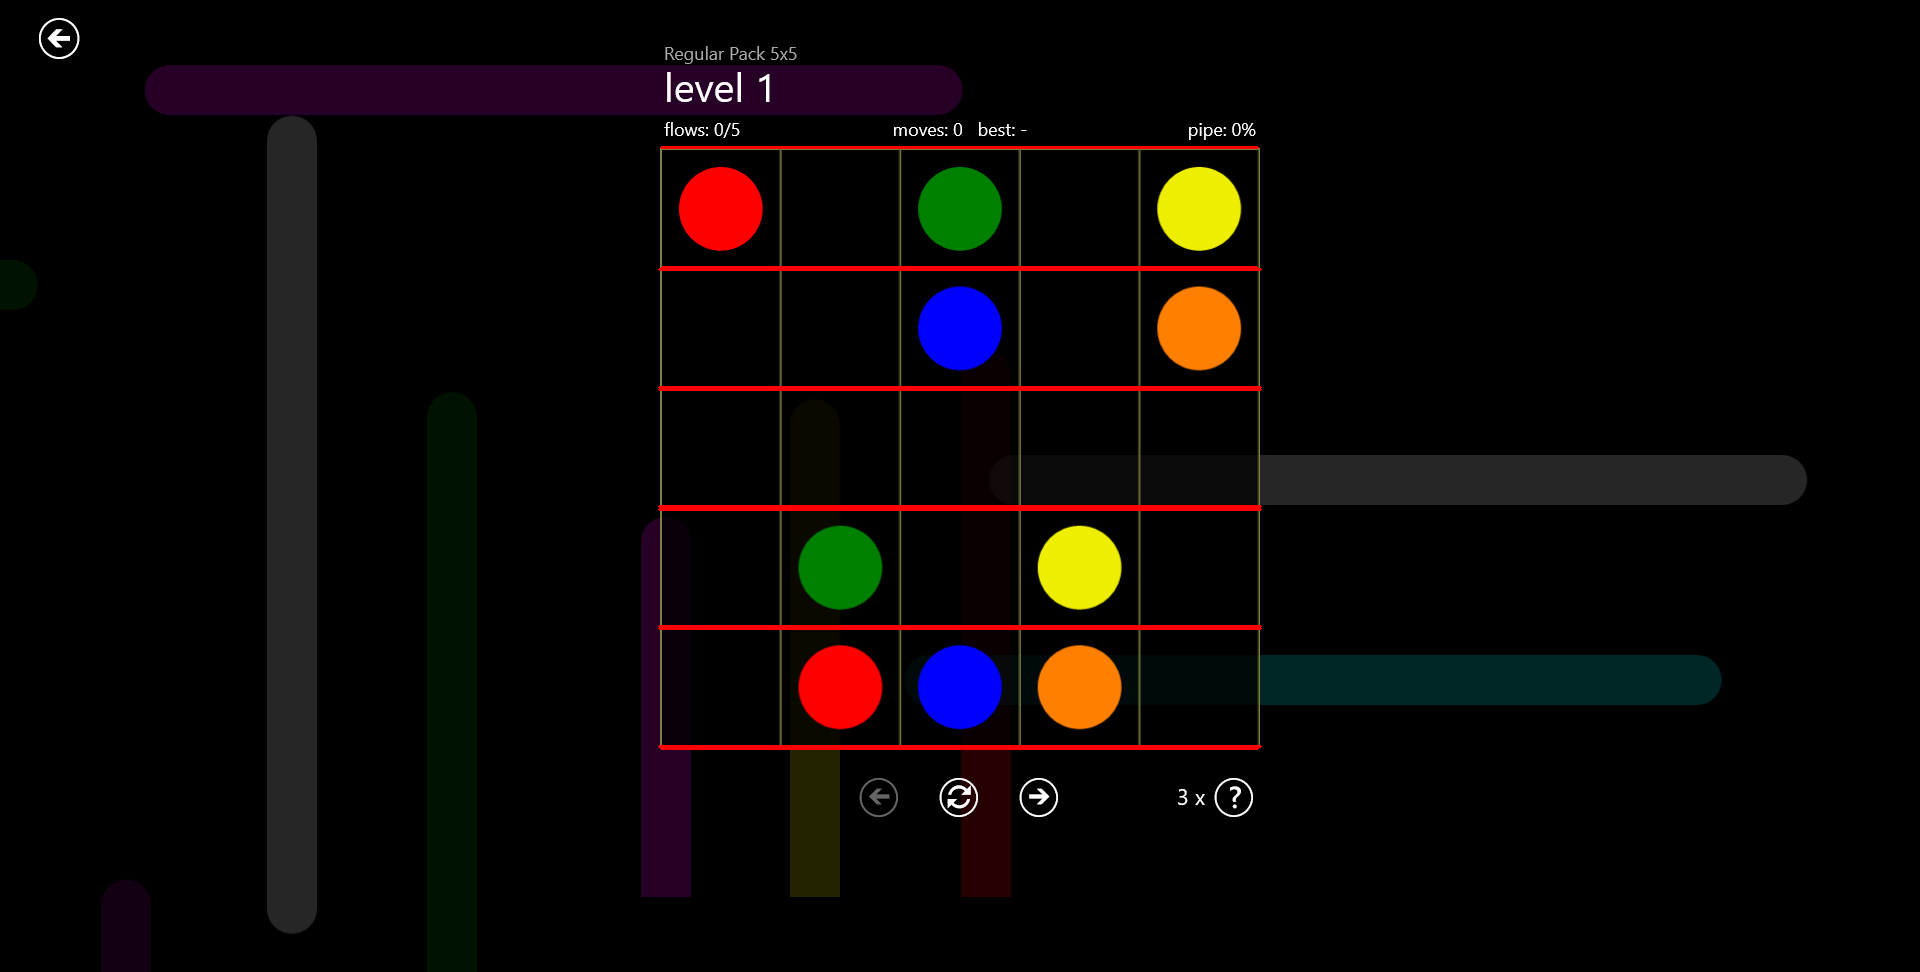 Regular Pack 5x5
level 1
flows: 0/5 moves: 0 best: - pipe: 0%
3 x ?